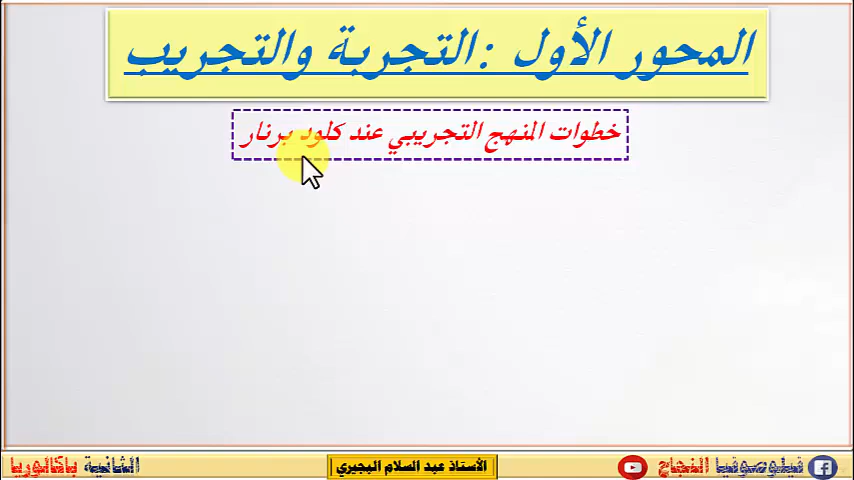 المحور الأول :التجربة والتجريب
خطوات المنهج التجريبي عند كلود برنار
فيلوصوفيا النجاح
الأستاذ عبد السلام البجيري
الثانية باكالوريا